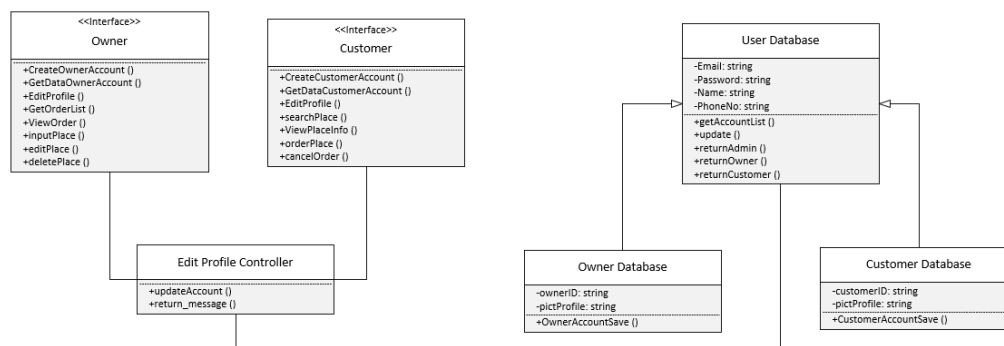 <<Interface>>
Owner
+CreateOwnerAccount ()
+GetDataOwnerAccount ()
+EditProfile ()
+GetOrderList ()
+ViewOrder ()
+inputPlace ()
+editPlace ()
+deletePlace ()
<<Interface>>
Customer
+CreateCustomerAccount ()
+GetDataCustomerAccount ()
+EditProfile ()
+searchPlace ()
+ViewPlaceInfo ()
+orderPlace ()
+cancelOrder ()
User Database
-Email: string
-Password: string
-Name: string
-PhoneNo: string
+getAccountList ()
+update ()
+returnAdmin ()
+returnOwner ()
+returnCustomer ()
Edit Profile Controller
+updateAccount ()
+return_message ()
Owner Database
-ownerID: string
-pictProfile: string
+OwnerAccountSave ()
Customer Database
-customerID: string
-pictProfile: string
+CustomerAccountSave ()